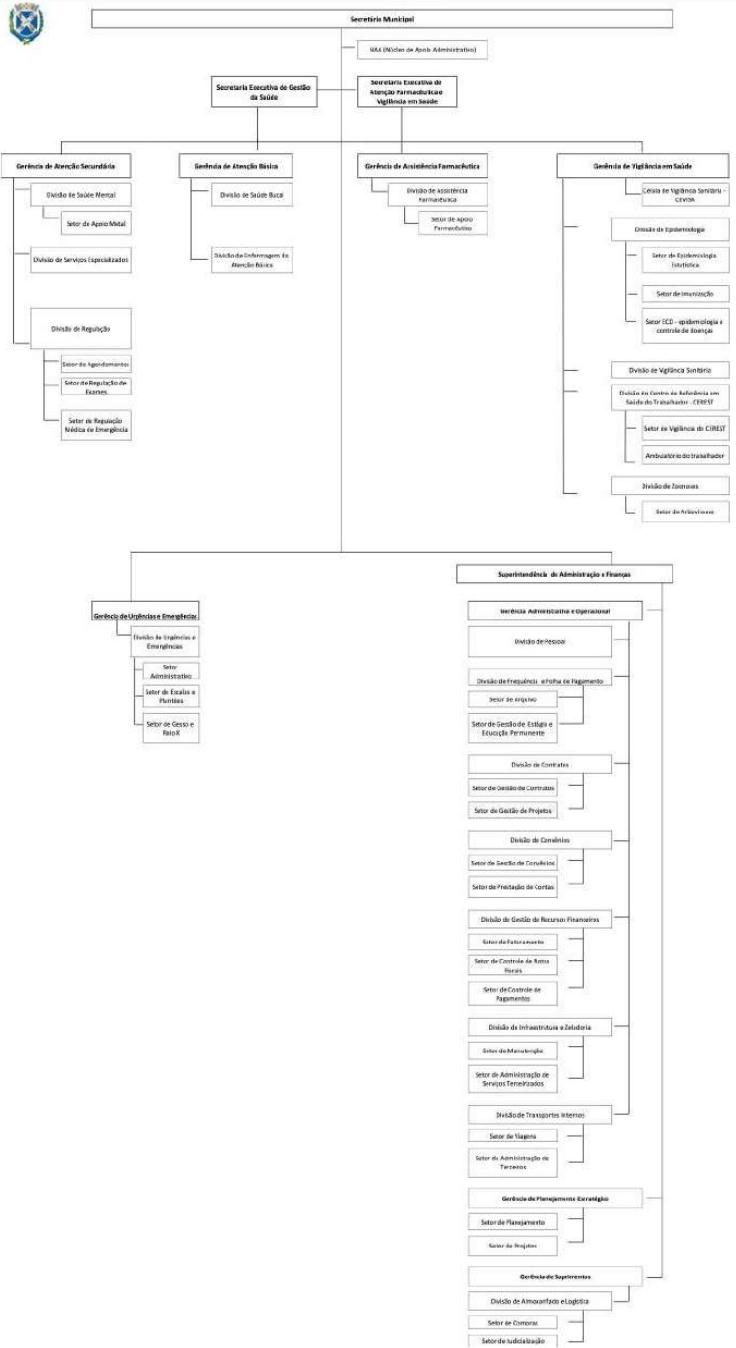 Secretário Municipal
NAA (Núcleo de Apoio Administrativo)
Secretaria Executiva de Gestão
da Saúde
Secretaria Executiva de
Atenção Farmacêutica e
Vigilância em Saúde
Gerência de Atenção Secundária
Gerência de Atenção Básica
Gerência de Assistência Farmacêutica
Gerência de Vigilância em Saúde
Divisão de Saúde Mental
Setor de Apoio Metal
Divisão de Serviços Especializados
Divisão de Regulação
Setor de Agendamentos
Setor de Regulação de
Exames
Setor de Regulação
Médica de Emergência
Divisão de Saúde Bucal
Divisão de Enfermagem da
Atenção Básica
Divisão de Assistência
Farmacêutica
Setor de Apoio
Farmacêutico
Célula de Vigilância Sanitária -
CEVISA
Divisão de Epidemiologia
Setor de Epidemiologia
Estatística
Setor de Imunização
Setor ECD - epidemiologia e
controle de doenças
Divisão de Vigilância Sanitária
Divisão do Centro de Referência em
Saúde do Trabalhador - CEREST
Setor de Vigilância do CEREST
Ambulatório do trabalhador
Divisão de Zoonoses
Setor de Arboviroses
Gerência de Urgências e Emergências
Divisão de Urgências e
Emergências
Setor
Administrativo
Setor de Escalas e
Plantões
Setor de Gesso e
Raio X
Superintendência de Administração e Finanças
Gerência Administrativa e Operacional
Divisão de Pessoal
Divisão de Frequência e Folha de Pagamento
Setor de Arquivo
Setor de Gestão de Estágio e
Educação Permanente
Divisão de Contratos
Setor de Gestão de Contratos
Setor de Gestão de Projetos
Divisão de Convênios
Setor de Gestão de Convênios
Setor de Prestação de Contas
Divisão de Gestão de Recursos Financeiros
Setor de Faturamento
Setor de Controle de Notas
Fiscais
Setor de Controle de
Pagamentos
Divisão de Infraestrutura e Zeladoria
Setor de Manutenção
Setor de Administração de
Serviços Terceirizados
Divisão de Transportes Internos
Setor de Viagens
Setor de Administração de
Terceiros
Gerência de Planejamento Estratégico
Setor de Planejamento
Setor de Projetos
Gerência de Suprimentos
Divisão de Almoxarifado e Logística
Setor de Compras
Setor de Judicialização